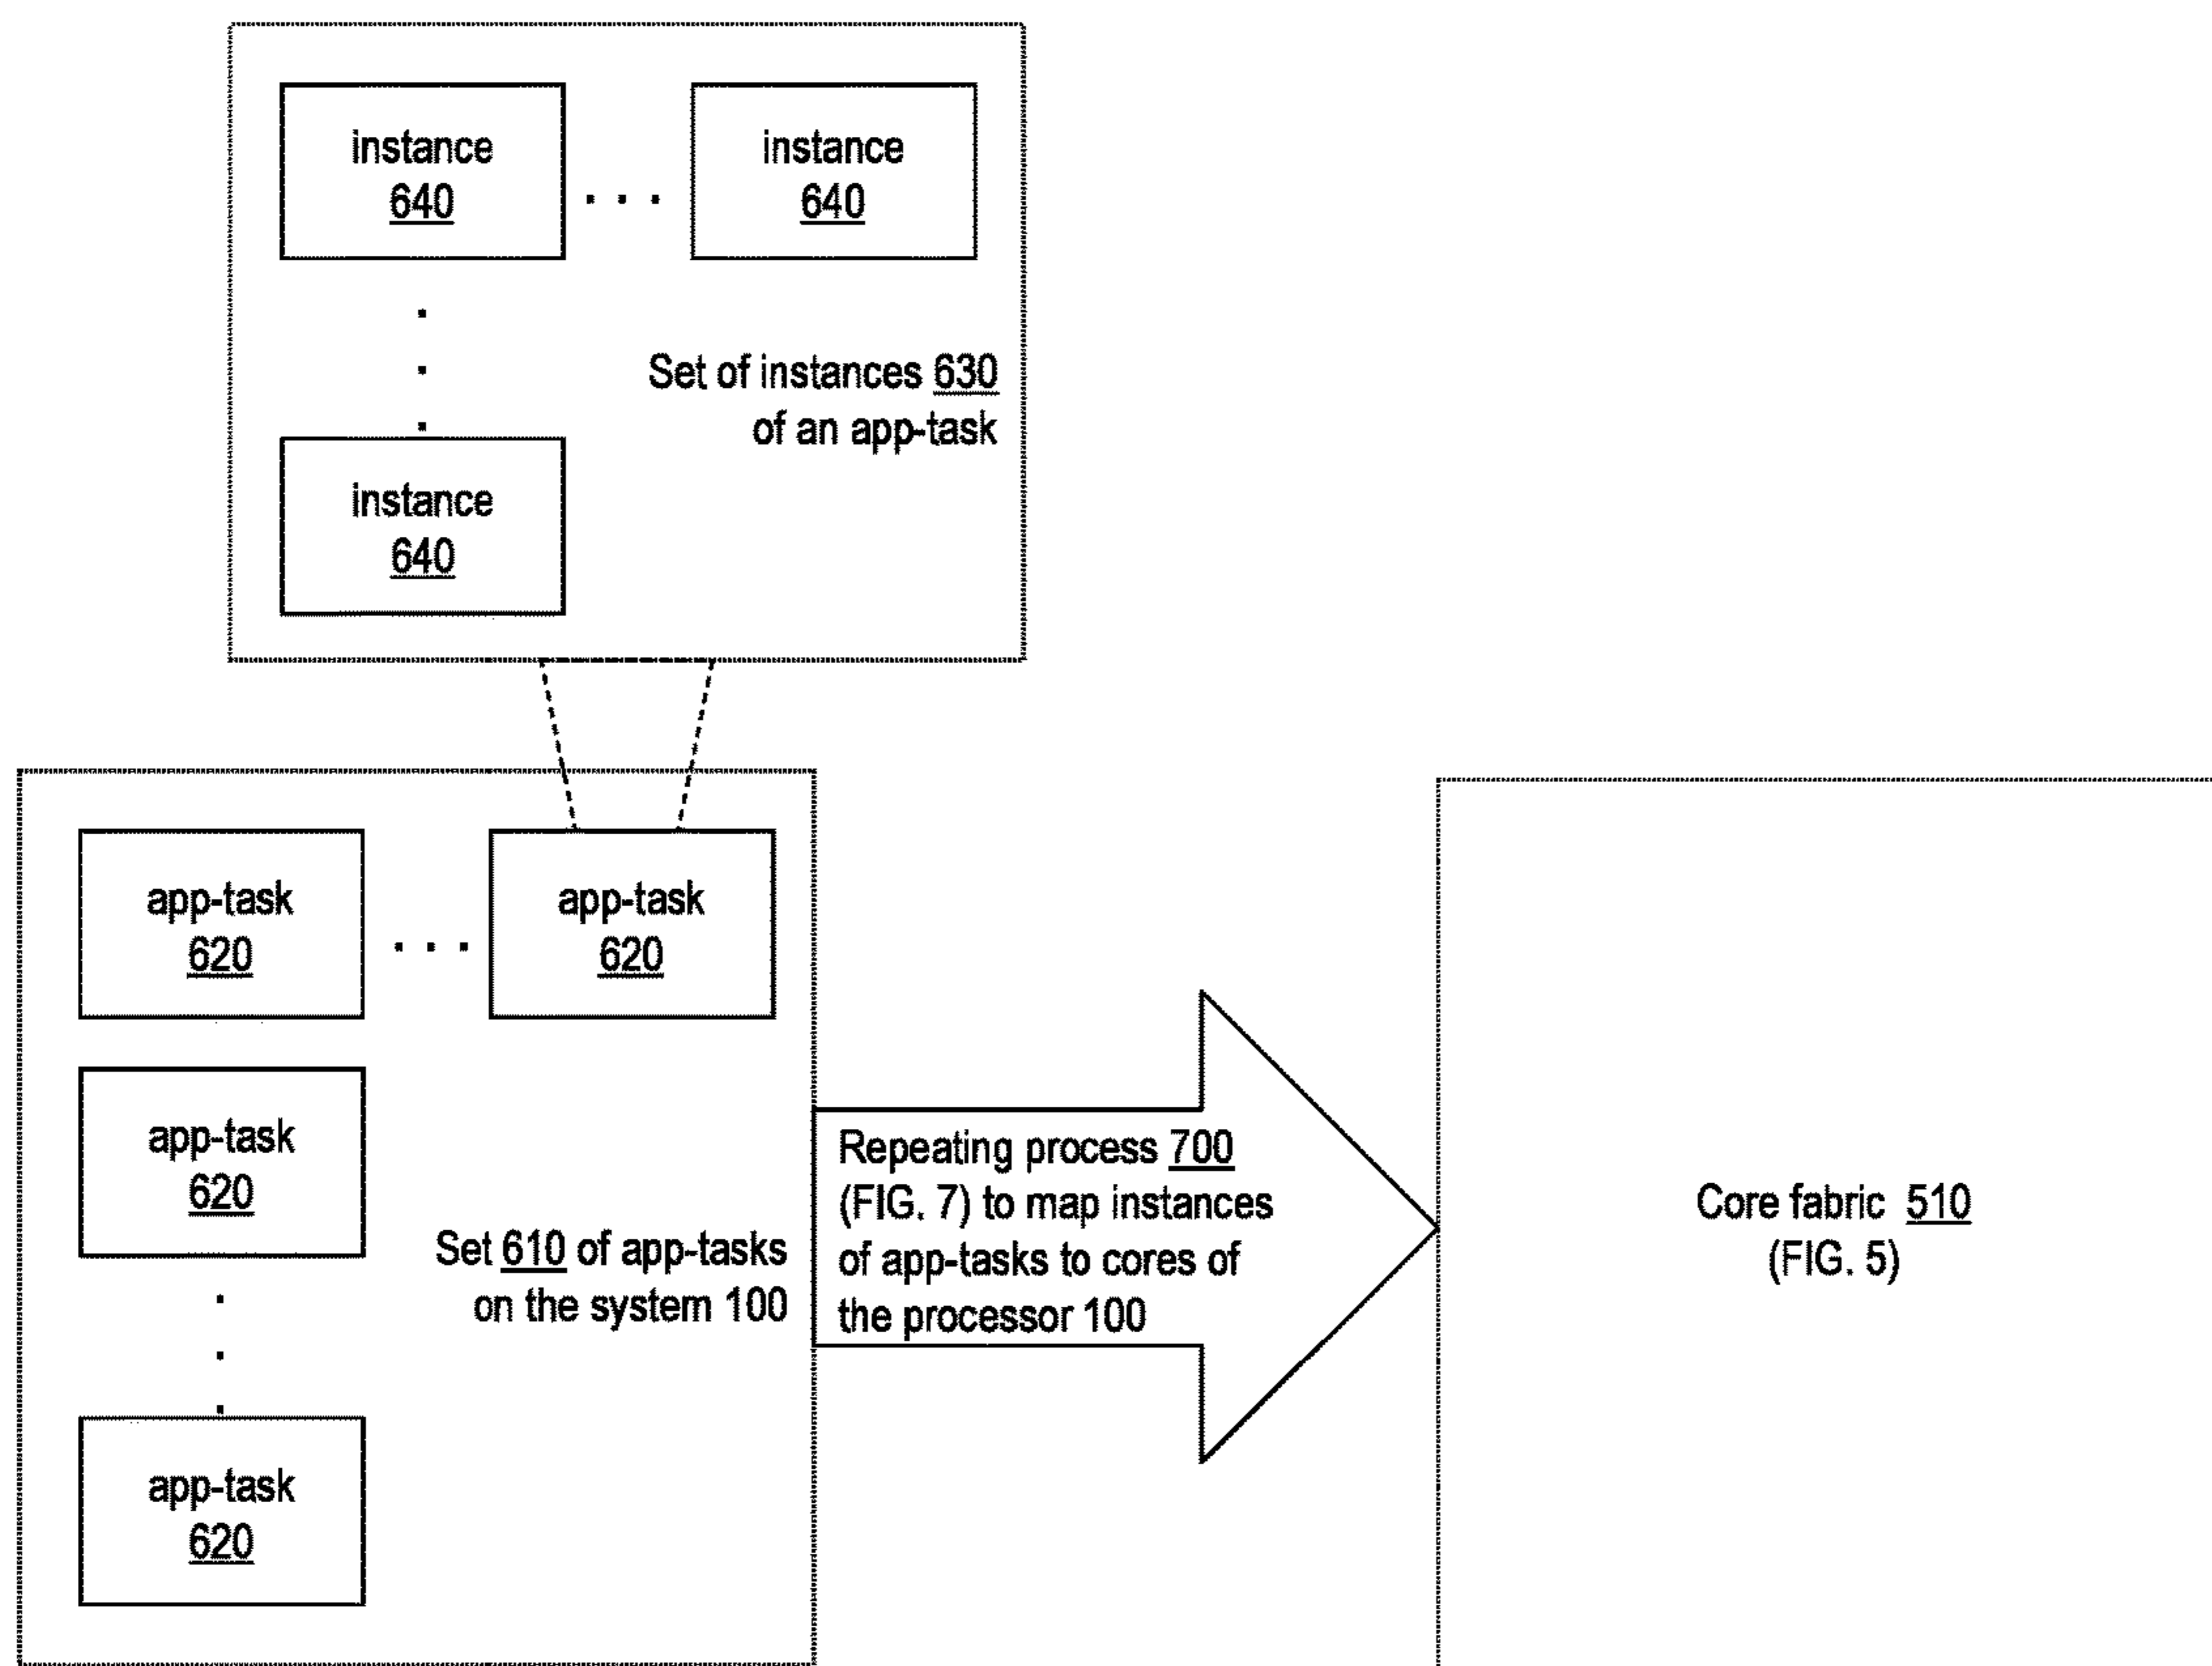 instance
640
. . .
instance
640
.
.
.
Set of instances 630
of an app-task
instance
640
app-task
620
. . .
app-task
620
app-task
620
Set 610 of app-tasks
on the system 100
.
.
.
app-task
620
Repeating process 700
(FIG. 7) to map instances
of app-tasks to cores of
the processor 100
Core fabric 510
(FIG. 5)